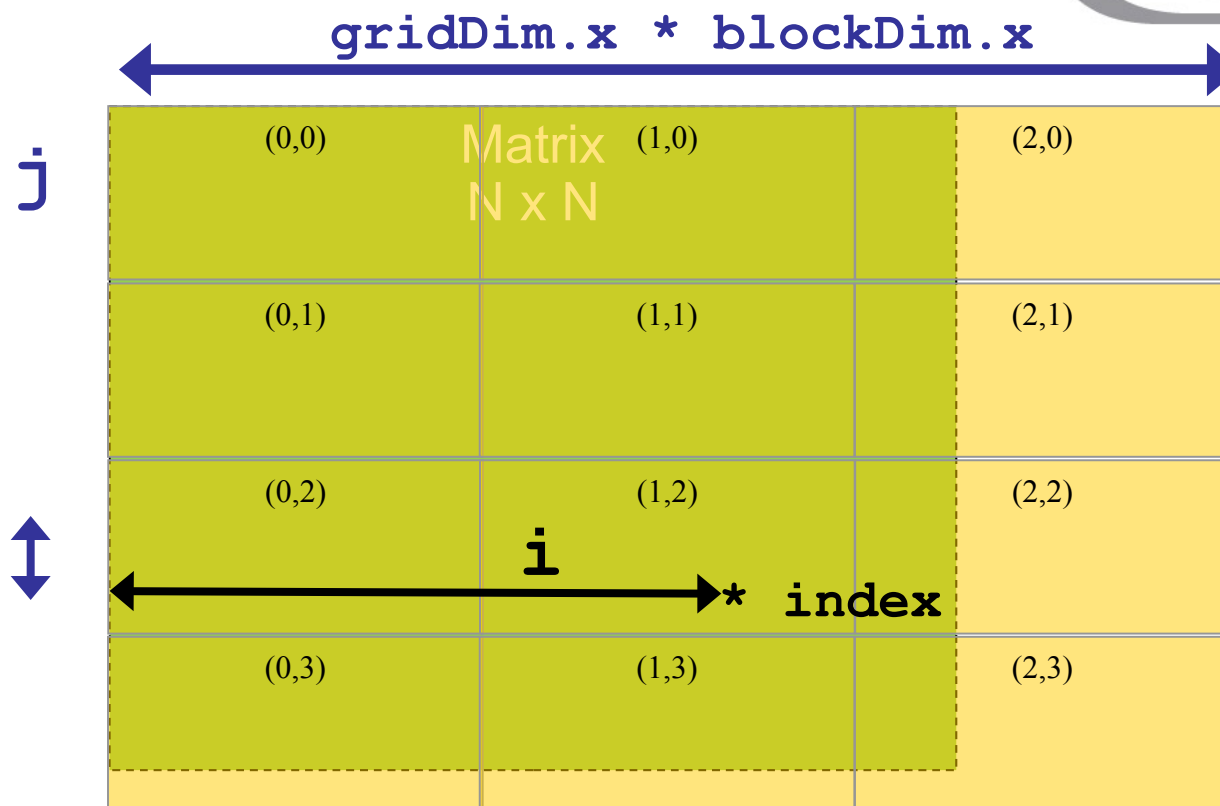 gridDim.x * blockDim.x
j
(0,0) Matrix (1,0) (2,0)
N x N
(0,1) (1,1) (2,1)
(0,2) (1,2) (2,2)
i
* index
(0,3) (1,3) (2,3)